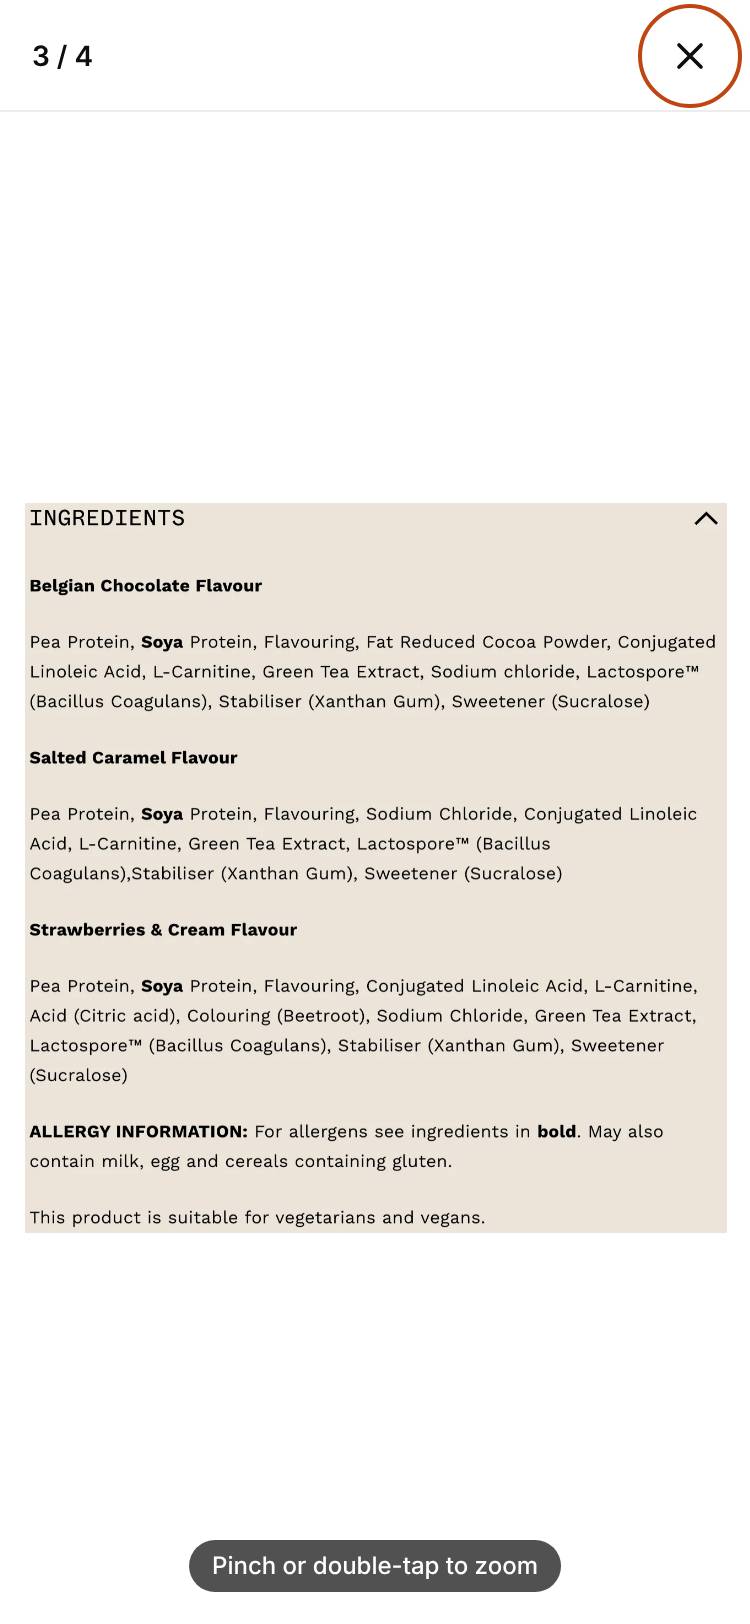 3 / 4
INGREDIENTS
Belgian Chocolate Flavour
Pea Protein, Soya Protein, Flavouring, Fat Reduced Cocoa Powder, Conjugated
Linoleic Acid, L-Carnitine, Green Tea Extract, Sodium chloride, Lactospore™
(Bacillus Coagulans), Stabiliser (Xanthan Gum), Sweetener (Sucralose)
Salted Caramel Flavour
Pea Protein, Soya Protein, Flavouring, Sodium Chloride, Conjugated Linoleic
Acid, L-Carnitine, Green Tea Extract, Lactospore™ (Bacillus
Coagulans),Stabiliser (Xanthan Gum), Sweetener (Sucralose)
Strawberries & Cream Flavour
Pea Protein, Soya Protein, Flavouring, Conjugated Linoleic Acid, L-Carnitine,
Acid (Citric acid), Colouring (Beetroot), Sodium Chloride, Green Tea Extract,
Lactospore™ (Bacillus Coagulans), Stabiliser (Xanthan Gum), Sweetener
(Sucralose)
ALLERGY INFORMATION: For allergens see ingredients in bold. May also
contain milk, egg and cereals containing gluten.
This product is suitable for vegetarians and vegans.
Pinch or double-tap to zoom